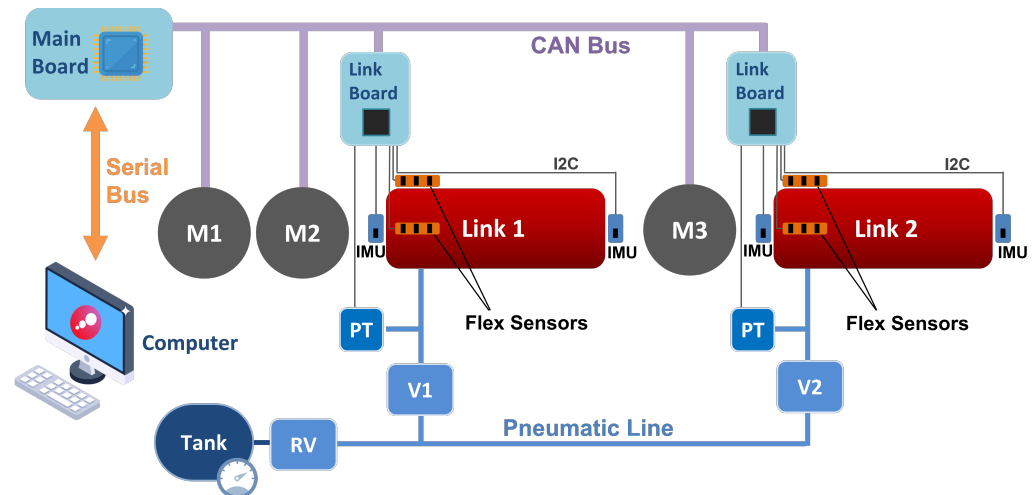 Main
Board
CAN Bus
Link
Board
Link
Board
Serial
Bus
I2C
I2C
M1
M2
Link 1
M3
Link 2
IMU
IMU
IMU
IMU
PT
Flex Sensors
PT
Flex Sensors
Computer
V1
V2
Pneumatic Line
Tank
RV